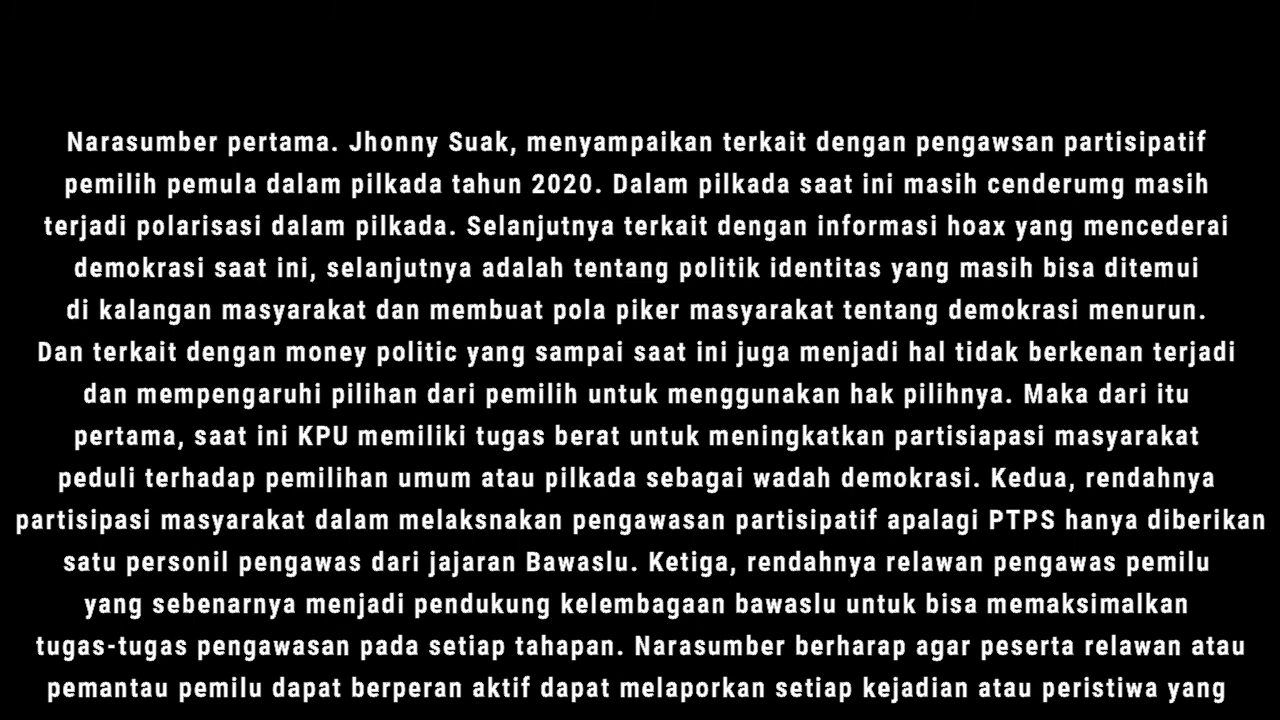 Narasumber pertama. Jhonny Suak, menyampaikan terkait dengan pengawsan partisipatif
pemilih pemula dalam pilkada tahun 2020. Dalam pilkada saat ini masih cenderumg masih
terjadi polarisasi dalam pilkada. Selanjutnya terkait dengan informasi hoax yang mencederai
demokrasi saat ini, selanjutnya adalah tentang politik identitas yang masih bisa ditemui
di kalangan masyarakat dan membuat pola piker masyarakat tentang demokrasi menurun.
Dan terkait dengan money politic yang sampai saat ini juga menjadi hal tidak berkenan terjadi
dan mempengaruhi pilihan dari pemilih untuk menggunakan hak pilihnya. Maka dari itu
pertama, saat ini KPU memiliki tugas berat untuk meningkatkan partisiapasi masyarakat
peduli terhadap pemilihan umum atau pilkada sebagai wadah demokrasi. Kedua, rendahnya
partisipasi masyarakat dalam melaksnakan pengawasan partisipatif apalagi PTPS hanya diberikan
satu personil pengawas dari jajaran Bawaslu. Ketiga, rendahnya relawan pengawas pemilu
yang sebenarnya menjadi pendukung kelembagaan bawaslu untuk bisa memaksimalkan
tugas-tugas pengawasan pada setiap tahapan. Narasumber berharap agar peserta relawan atau
pemantau pemilu dapat berperan aktif dapat melaporkan setiap kejadian atau peristiwa yang